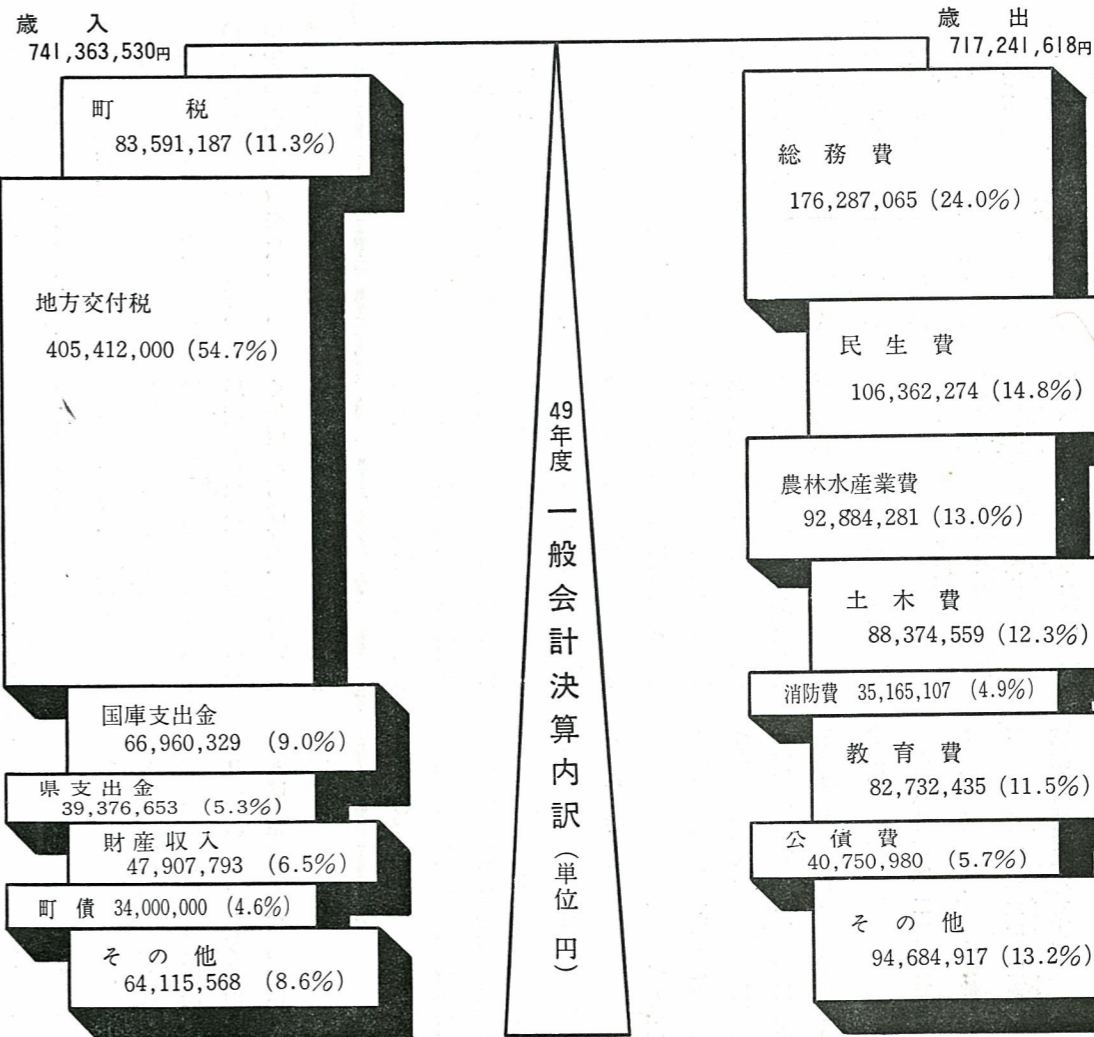 歳入
741,363,530円
町税
83,591,187 (11.3%)
地方交付税
405,412,000 (54.7%)
国庫支出金
66,960,329 (9.0%)
県支出金
39,376,653 (5.3%)
財産収入
47,907,793 (6.5%)
町債 34,000,000 (4.6%)
その他
64,115,568 (8.6%)
49年度 一般会計決算内訳(単位 円)
歳出
717,241,618円
総務費
176,287,065 (24.0%)
民生費
106,362,274 (14.8%)
農林水産業費
92,884,281 (13.0%)
土木費
88,374,559 (12.3%)
消防費 35,165,107 (4.9%)
教育費
82,732,435 (11.5%)
公債費
40,750,980 (5.7%)
その他
94,684,917 (13.2%)